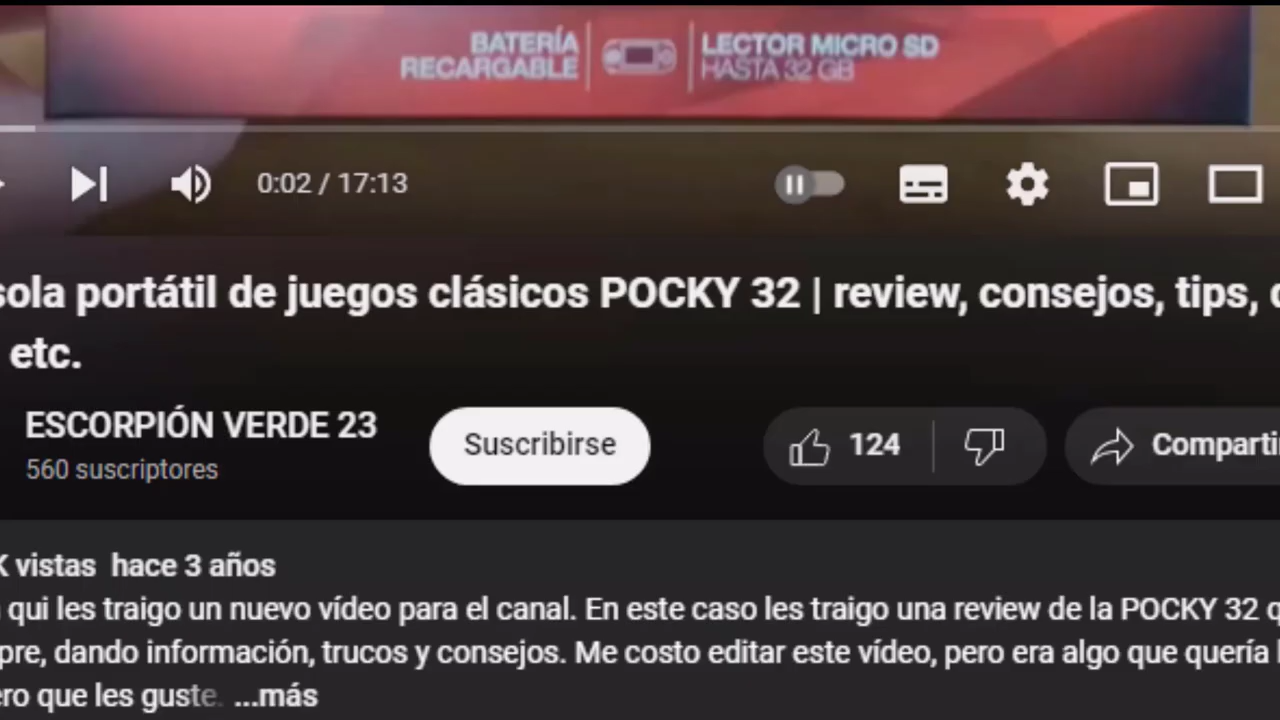 BATERÍA
RECARGABLE
LECTOR MICRO SD
HASTA 32 GB
0:02 / 17:13
sola portátil de juegos clásicos POCKY 32 | review, consejos, tips,
etc.
ESCORPIÓN VERDE 23
560 suscriptores
Suscribirse
124
Comparti
K vistas hace 3 años
qui les traigo un nuevo vídeo para el canal. En este caso les traigo una review de la POCKY 32 q
pre, dando información, trucos y consejos. Me costo editar este vídeo, pero era algo que quería
ero que les guste. ...más